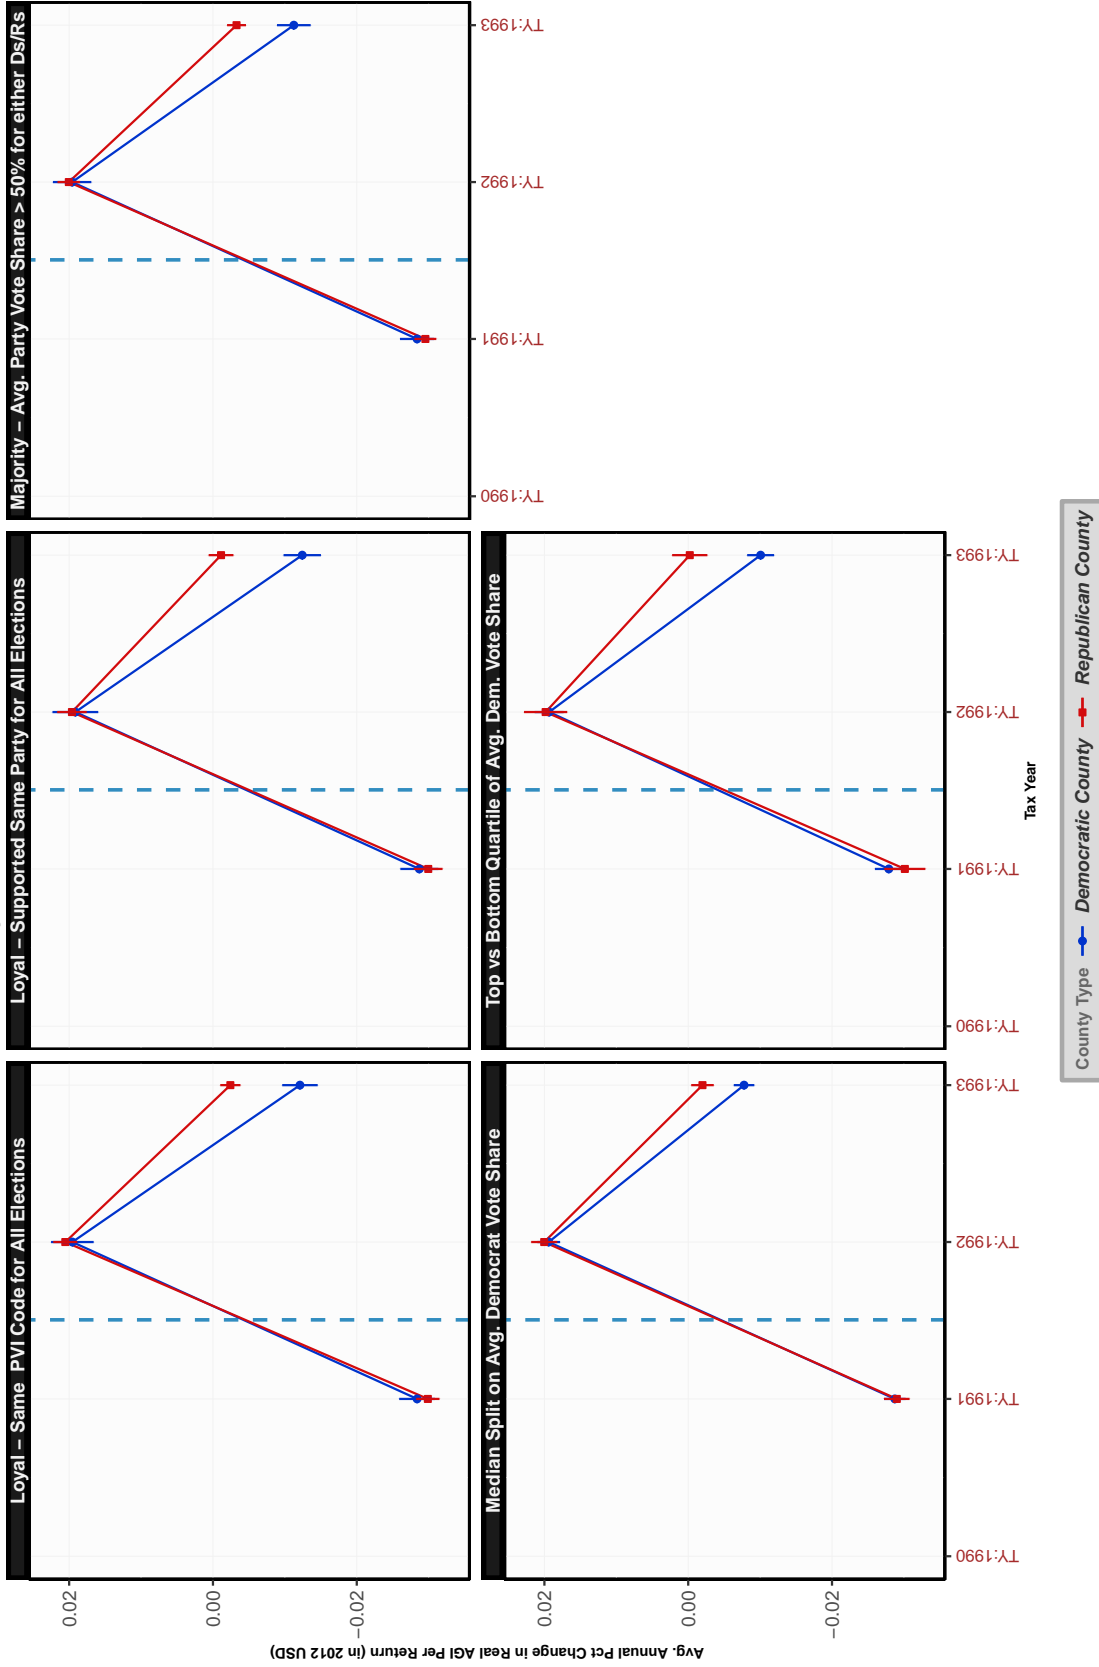 Loyal – Same PVI Code for All Elections
Loyal – Supported Same Party for All Elections
Majority – Avg. Party Vote Share > 50% for either Ds/Rs
0.02
0.00
−0.02
TY:1990
TY:1991
TY:1992
TY:1993
Median Split on Avg. Democrat Vote Share
Top vs Bottom Quartile of Avg. Dem. Vote Share
0.02
0.00
−0.02
TY:1990
TY:1991
TY:1992
TY:1993
TY:1990
TY:1991
TY:1992
TY:1993
Avg. Annual Pct Change in Real AGI Per Return (in 2012 USD)
Tax Year
County Type Democratic County Republican County